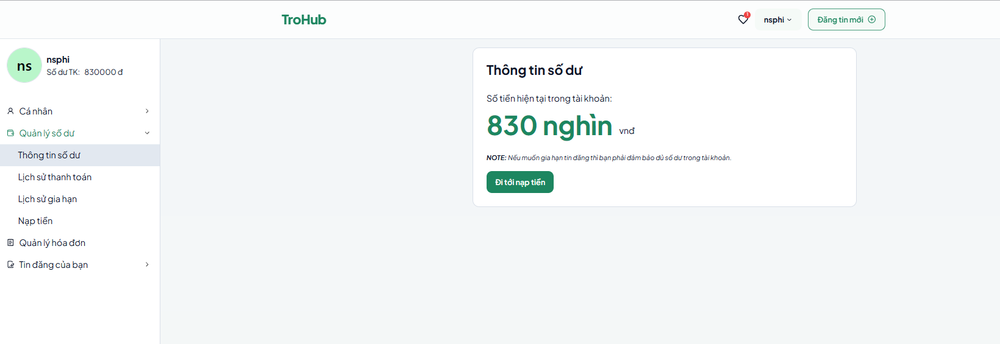 TroHub
1
nsphi
Đăng tin mới
ns
nsphi
Số dư TK: 830000 đ
Cá nhân
Quản lý số dư
Thông tin số dư
Lịch sử thanh toán
Lịch sử gia hạn
Nạp tiền
Quản lý hóa đơn
Tin đăng của bạn
Thông tin số dư
Số tiền hiện tại trong tài khoản:
830 nghìn vnđ
NOTE: Nếu muốn gia hạn tin đăng thì bạn phải đảm bảo đủ số dư trong tài khoản.
Đi tới nạp tiền